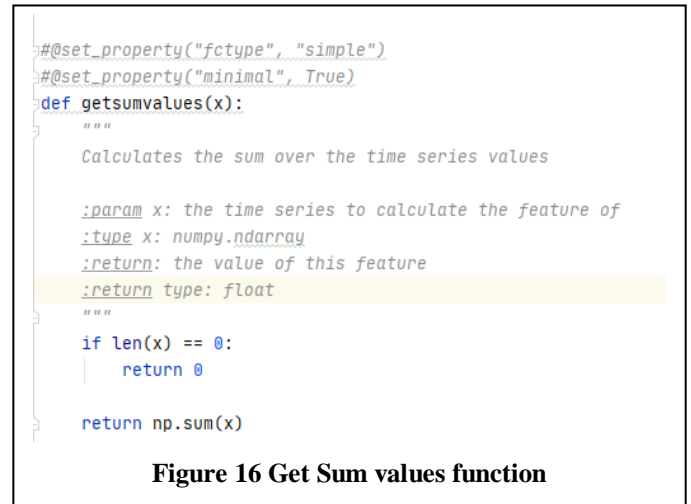 #@set_property("fctype", "simple")
#@set_property("minimal", True)
def getsumvalues(x):
"""
Calculates the sum over the time series values
:param x: the time series to calculate the feature of
:type x: numpy.ndarray
:return: the value of this feature
:return type: float
"""
if len(x) == 0:
return 0
return np.sum(x)
Figure 16 Get Sum values function